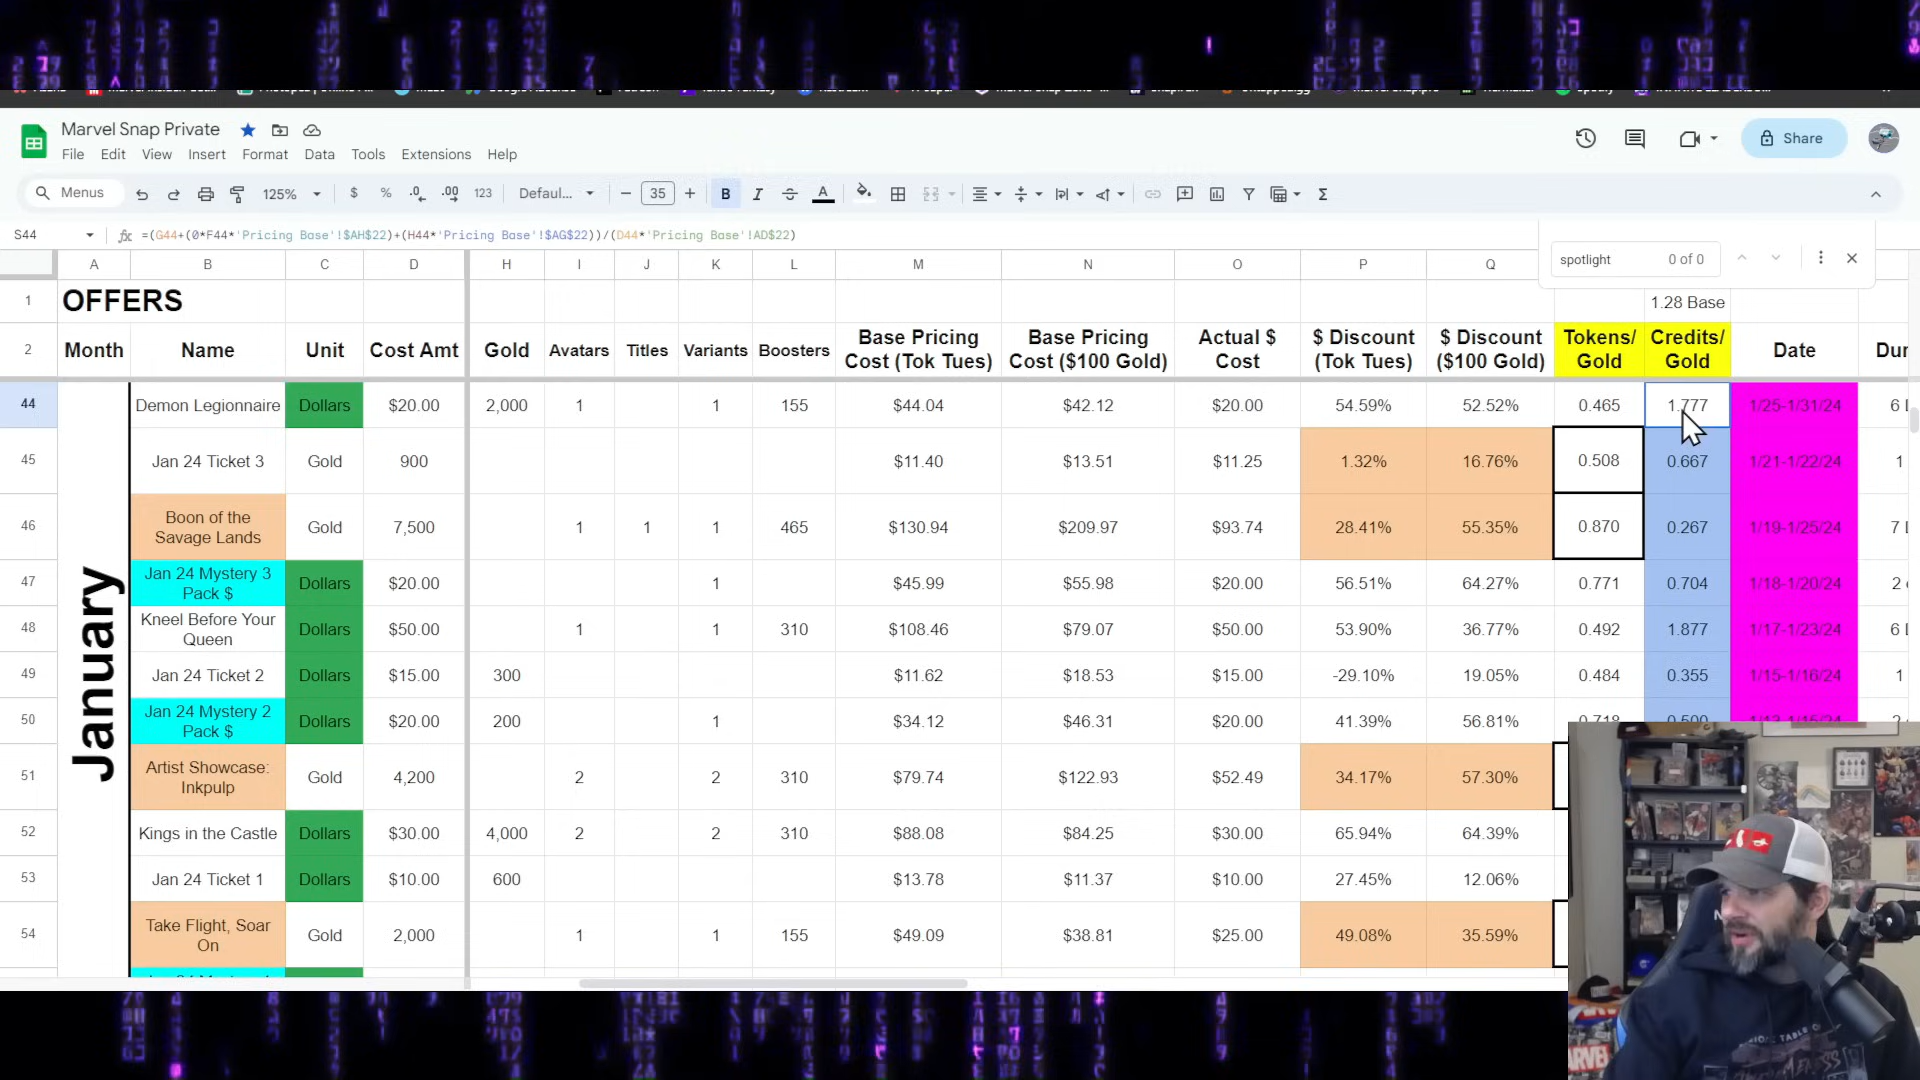 Marvel Snap Private
Share
File Edit View Insert Format Data Tools Extensions Help
Menus 125% $ % .0 .00 123 Defaul... − 35 + B I A Σ
S44 fx =(G44+(0*F44*'Pricing Base'!$AH$22)+(H44*'Pricing Base'!$AG$22))/(D44*'Pricing Base'!AD$22)
spotlight 0 of 0
A B C D H I J K L M N O P Q
1 OFFERS 1.28 Base
2 Month Name Unit Cost Amt Gold Avatars Titles Variants Boosters Base Pricing Cost (Tok Tues) Base Pricing Cost ($100 Gold) Actual $ Cost $ Discount (Tok Tues) $ Discount ($100 Gold) Tokens/ Gold Credits/ Gold Date Dur
January
44 Demon Legionnaire Dollars $20.00 2,000 1 1 155 $44.04 $42.12 $20.00 54.59% 52.52% 0.465 1.777 1/25-1/31/24 6
45 Jan 24 Ticket 3 Gold 900 $11.40 $13.51 $11.25 1.32% 16.76% 0.508 0.667 1/21-1/22/24 1
46 Boon of the Savage Lands Gold 7,500 1 1 1 465 $130.94 $209.97 $93.74 28.41% 55.35% 0.870 0.267 1/19-1/25/24 7
47 Jan 24 Mystery 3 Pack $ Dollars $20.00 1 $45.99 $55.98 $20.00 56.51% 64.27% 0.771 0.704 1/18-1/20/24 2
48 Kneel Before Your Queen Dollars $50.00 1 1 310 $108.46 $79.07 $50.00 53.90% 36.77% 0.492 1.877 1/17-1/23/24 6
49 Jan 24 Ticket 2 Dollars $15.00 300 $11.62 $18.53 $15.00 -29.10% 19.05% 0.484 0.355 1/15-1/16/24 1
50 Jan 24 Mystery 2 Pack $ Dollars $20.00 200 1 $34.12 $46.31 $20.00 41.39% 56.81% 0.718 0.500
51 Artist Showcase: Inkpulp Gold 4,200 2 2 310 $79.74 $122.93 $52.49 34.17% 57.30%
52 Kings in the Castle Dollars $30.00 4,000 2 2 310 $88.08 $84.25 $30.00 65.94% 64.39%
53 Jan 24 Ticket 1 Dollars $10.00 600 $13.78 $11.37 $10.00 27.45% 12.06%
54 Take Flight, Soar On Gold 2,000 1 1 155 $49.09 $38.81 $25.00 49.08% 35.59%